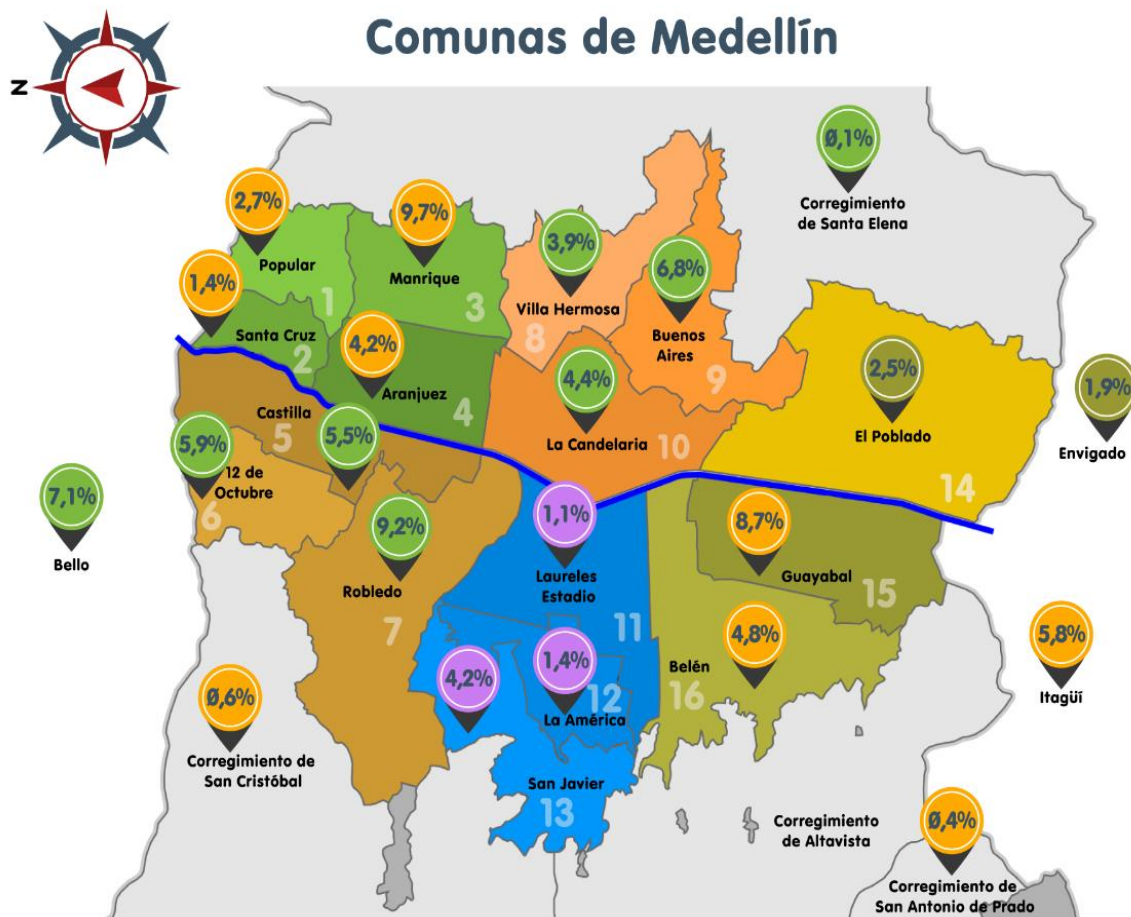 Comunas de Medellín
N
Ø,1%
Corregimiento
de Santa Elena
2,7%
Popular
1
9,7%
Manrique
3
3,9%
Villa Hermosa
8
6,8%
Buenos
Aires
9
1,4%
Santa Cruz
2
4,2%
Aranjuez
4
4,4%
La Candelaria
10
2,5%
El Poblado
14
1,9%
Envigado
Castilla
5
5,5%
5,9%
12 de
Octubre
6
7,1%
Bello
9,2%
Robledo
7
1,1%
Laureles
Estadio
11
8,7%
Guayabal
15
4,8%
Belén
16
5,8%
Itagüí
4,2%
1,4%
12
La América
Ø,6%
Corregimiento de
San Cristóbal
San Javier
13
Corregimiento
de Altavista
Ø,4%
Corregimiento de
San Antonio de Prado